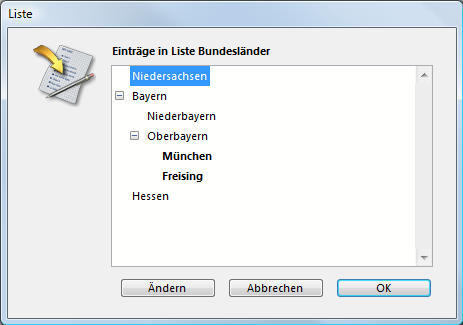 Liste
Einträge in Liste Bundesländer
Niedersachsen
Bayern
Niederbayern
Oberbayern
München
Freising
Hessen
Ändern
Abbrechen
OK